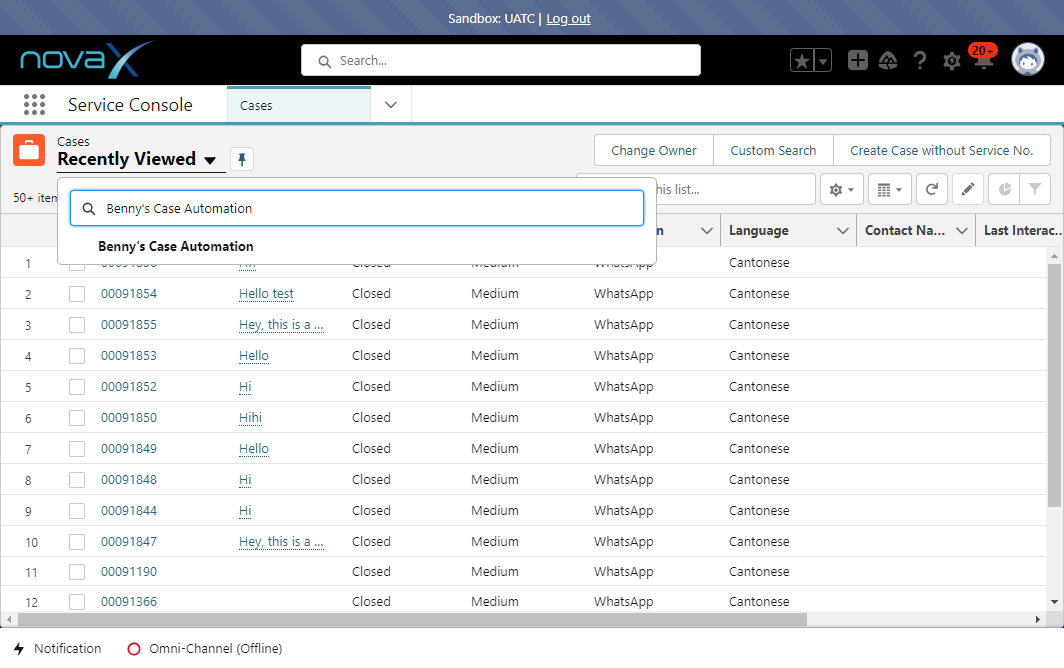 Sandbox: UATC | Log out
novaX
Search...
20+
Service Console
Cases
Cases
Recently Viewed
Change Owner
Custom Search
Create Case without Service No.
50+ item
his list...
Benny's Case Automation
Benny's Case Automation
Language
Contact Na...
Last Interac...
1 Cantonese
2 00091854 Hello test Closed Medium WhatsApp Cantonese
3 00091855 Hey, this is a ... Closed Medium WhatsApp Cantonese
4 00091853 Hello Closed Medium WhatsApp Cantonese
5 00091852 Hi Closed Medium WhatsApp Cantonese
6 00091850 Hihi Closed Medium WhatsApp Cantonese
7 00091849 Hello Closed Medium WhatsApp Cantonese
8 00091848 Hi Closed Medium WhatsApp Cantonese
9 00091844 Hi Closed Medium WhatsApp Cantonese
10 00091847 Hey, this is a ... Closed Medium WhatsApp Cantonese
11 00091190 Closed Medium WhatsApp Cantonese
12 00091366 Closed Medium WhatsApp Cantonese
Notification
Omni-Channel (Offline)